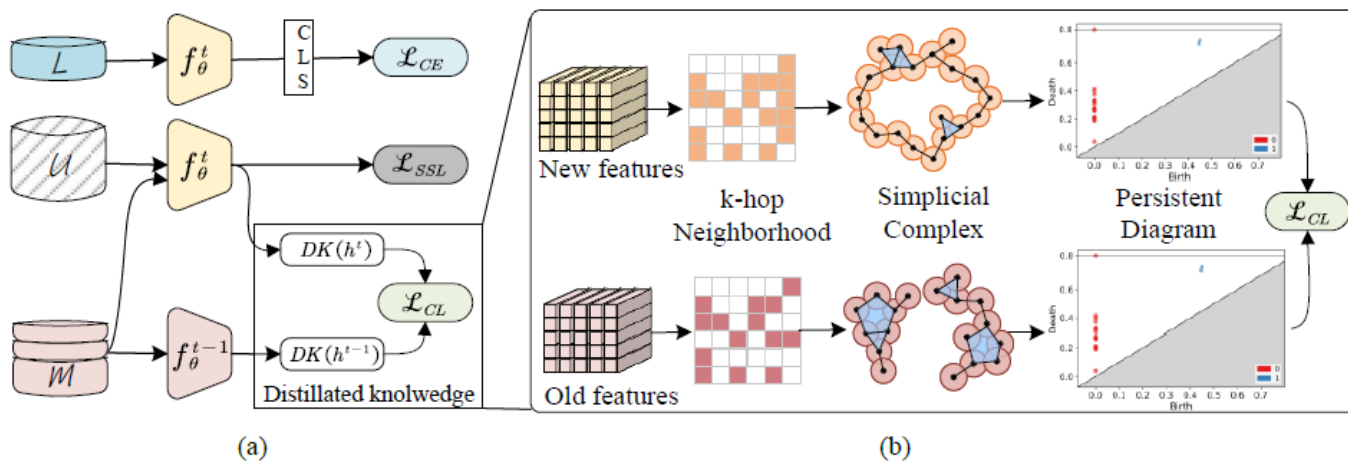 L
f_θ^t
C
L
S
ℒ_CE
U
f_θ^t
ℒ_SSL
DK(h^t)
ℒ_CL
M
f_θ^{t-1}
DK(h^{t-1})
Distillated knolwedge
(a)
New features
k-hop
Neighborhood
Simplicial
Complex
Death
0.8
0.6
0.4
0.2
0.0
0.0 0.1 0.2 0.3 0.4 0.5 0.6 0.7
Birth
0
1
Persistent
Diagram
ℒ_CL
Old features
Death
0.8
0.6
0.4
0.2
0.0
0.0 0.1 0.2 0.3 0.4 0.5 0.6 0.7
Birth
0
1
(b)